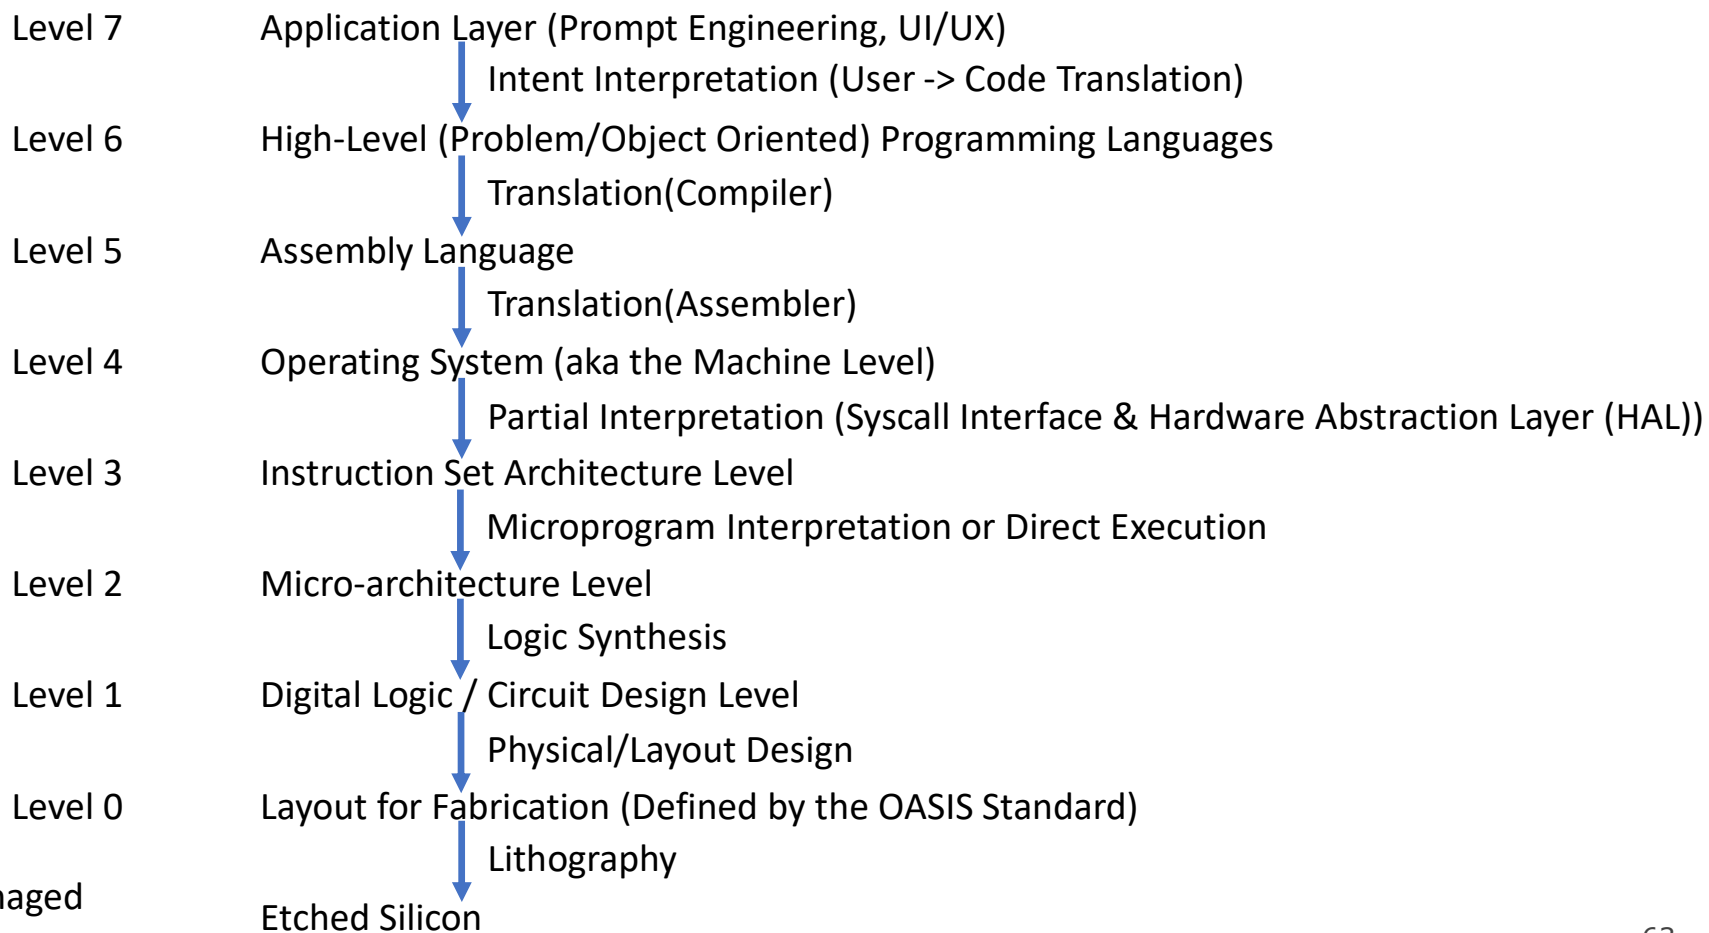 Level 7 Application Layer (Prompt Engineering, UI/UX)
Intent Interpretation (User -> Code Translation)
Level 6 High-Level (Problem/Object Oriented) Programming Languages
Translation(Compiler)
Level 5 Assembly Language
Translation(Assembler)
Level 4 Operating System (aka the Machine Level)
Partial Interpretation (Syscall Interface & Hardware Abstraction Layer (HAL))
Level 3 Instruction Set Architecture Level
Microprogram Interpretation or Direct Execution
Level 2 Micro-architecture Level
Logic Synthesis
Level 1 Digital Logic / Circuit Design Level
Physical/Layout Design
Level 0 Layout for Fabrication (Defined by the OASIS Standard)
Lithography
Etched Silicon